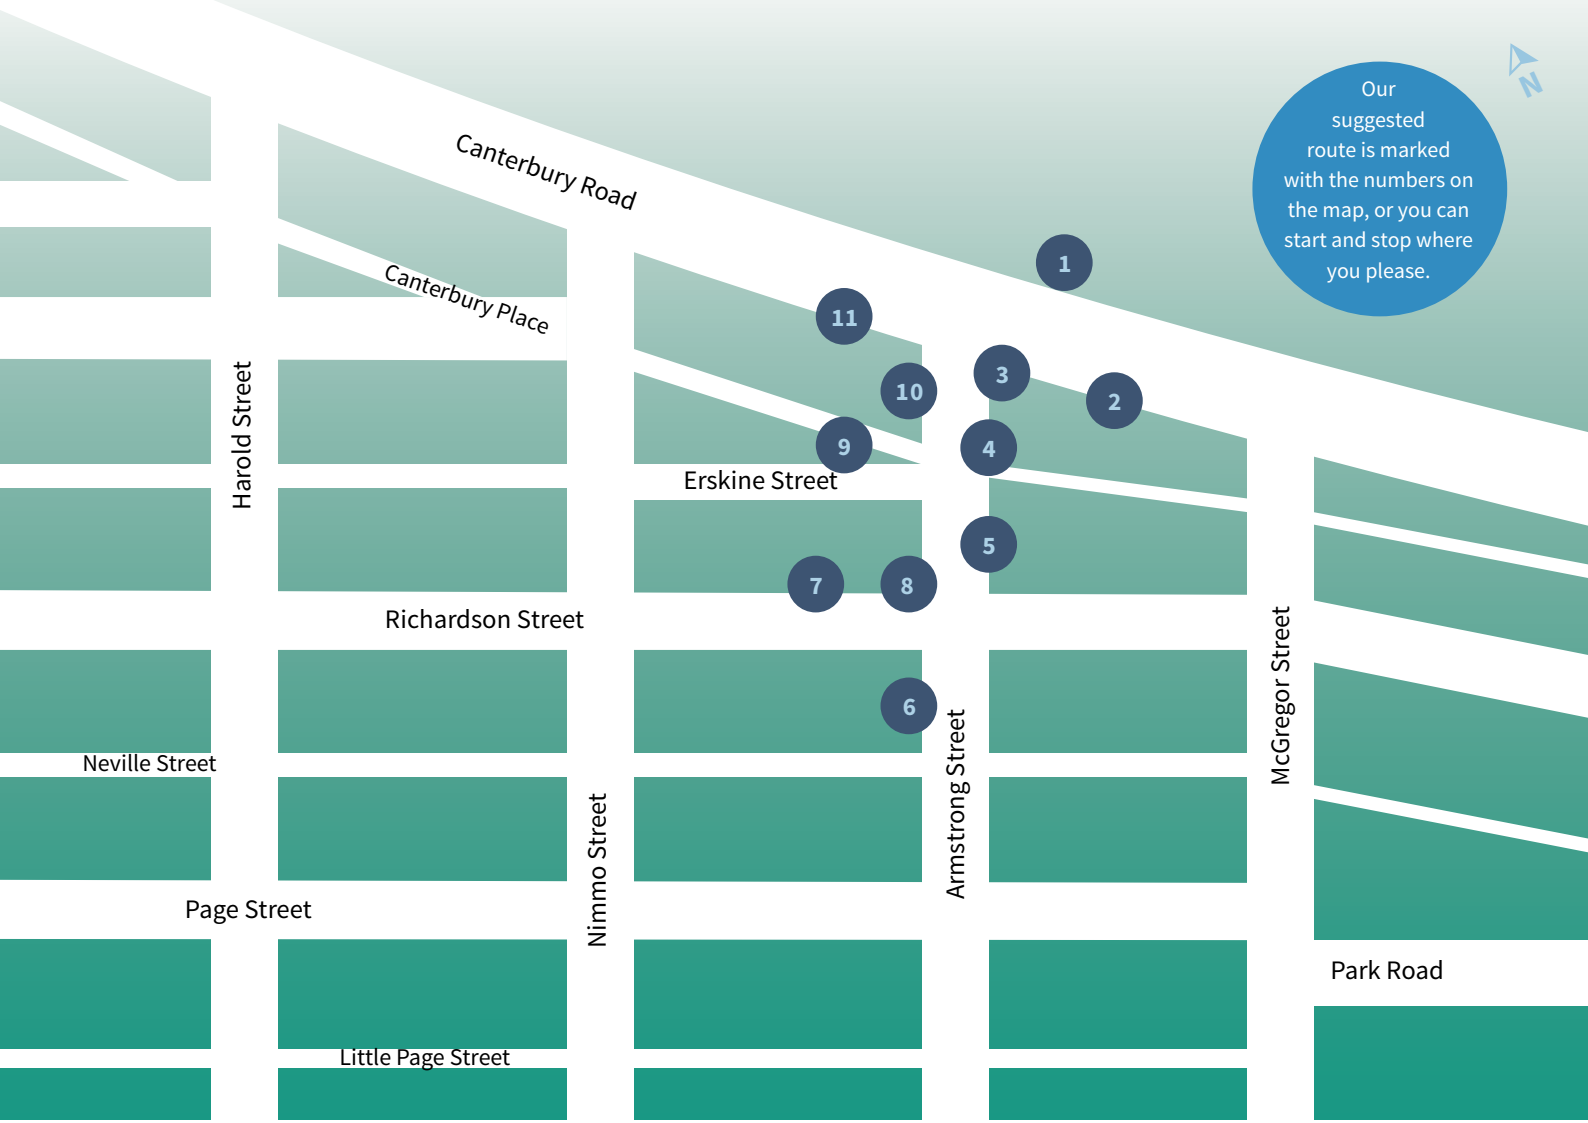 N
Our
suggested
route is marked
with the numbers on
the map, or you can
start and stop where
you please.
Canterbury Road
1
Canterbury Place
11
3
10
2
Harold Street
9
4
Erskine Street
5
7
8
Richardson Street
McGregor Street
6
Armstrong Street
Neville Street
Nimmo Street
Page Street
Park Road
Little Page Street